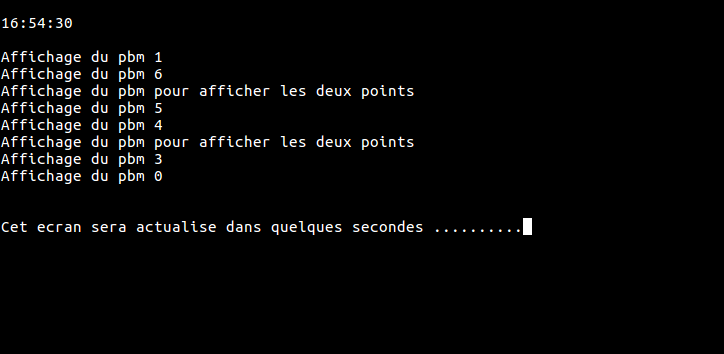 16:54:30
Affichage du pbm 1
Affichage du pbm 6
Affichage du pbm pour afficher les deux points
Affichage du pbm 5
Affichage du pbm 4
Affichage du pbm pour afficher les deux points
Affichage du pbm 3
Affichage du pbm 0
Cet ecran sera actualise dans quelques secondes ..........